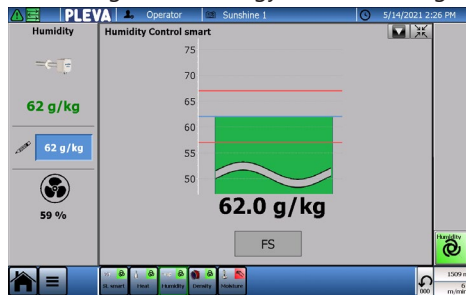 PLEVA Operator Sunshine 1 5/14/2021 2:26 PM
Humidity
62 g/kg
62 g/kg
59 %
Humidity Control smart
75
70
65
60
55
50
62.0 g/kg
FS
Humidity
St. smart Heat Humidity Density Moisture
000
1509 m
6
m/min